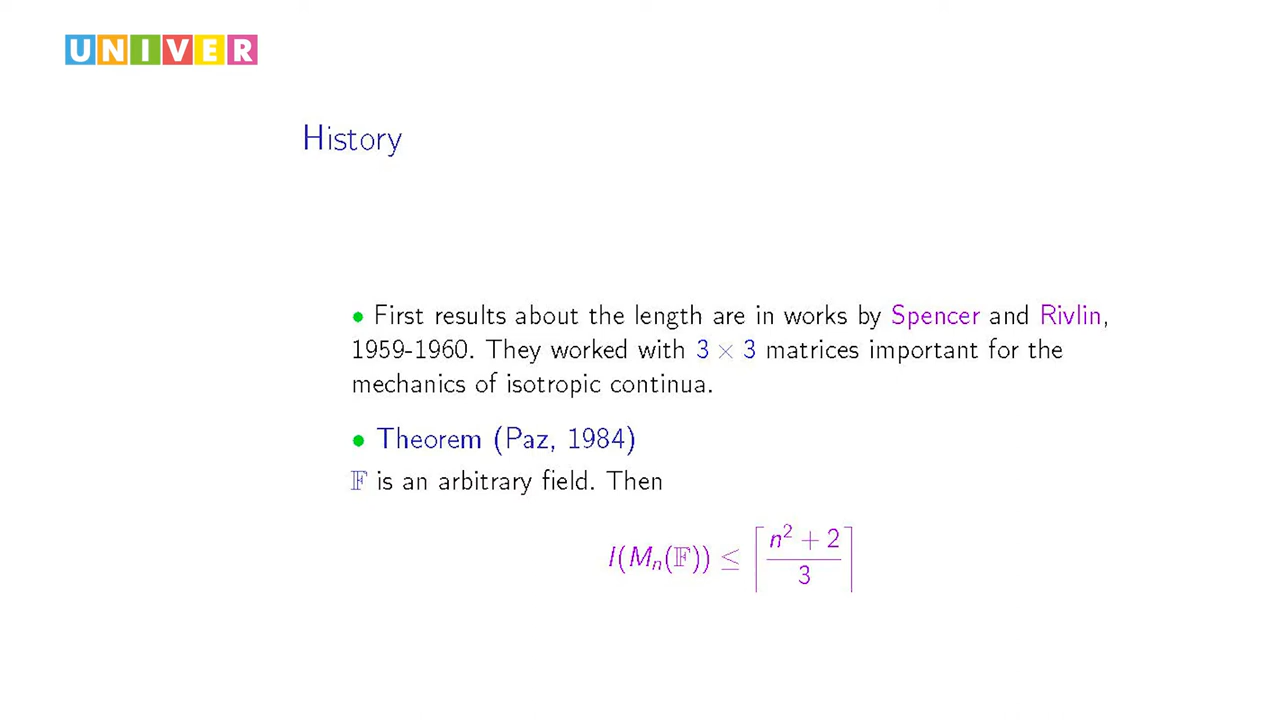 UNIVER
History
• First results about the length are in works by Spencer and Rivlin,
1959-1960. They worked with 3 × 3 matrices important for the
mechanics of isotropic continua.
• Theorem (Paz, 1984)
𝔽 is an arbitrary field. Then
l(Mₙ(𝔽)) ≤ ⌈(n² + 2)/3⌉